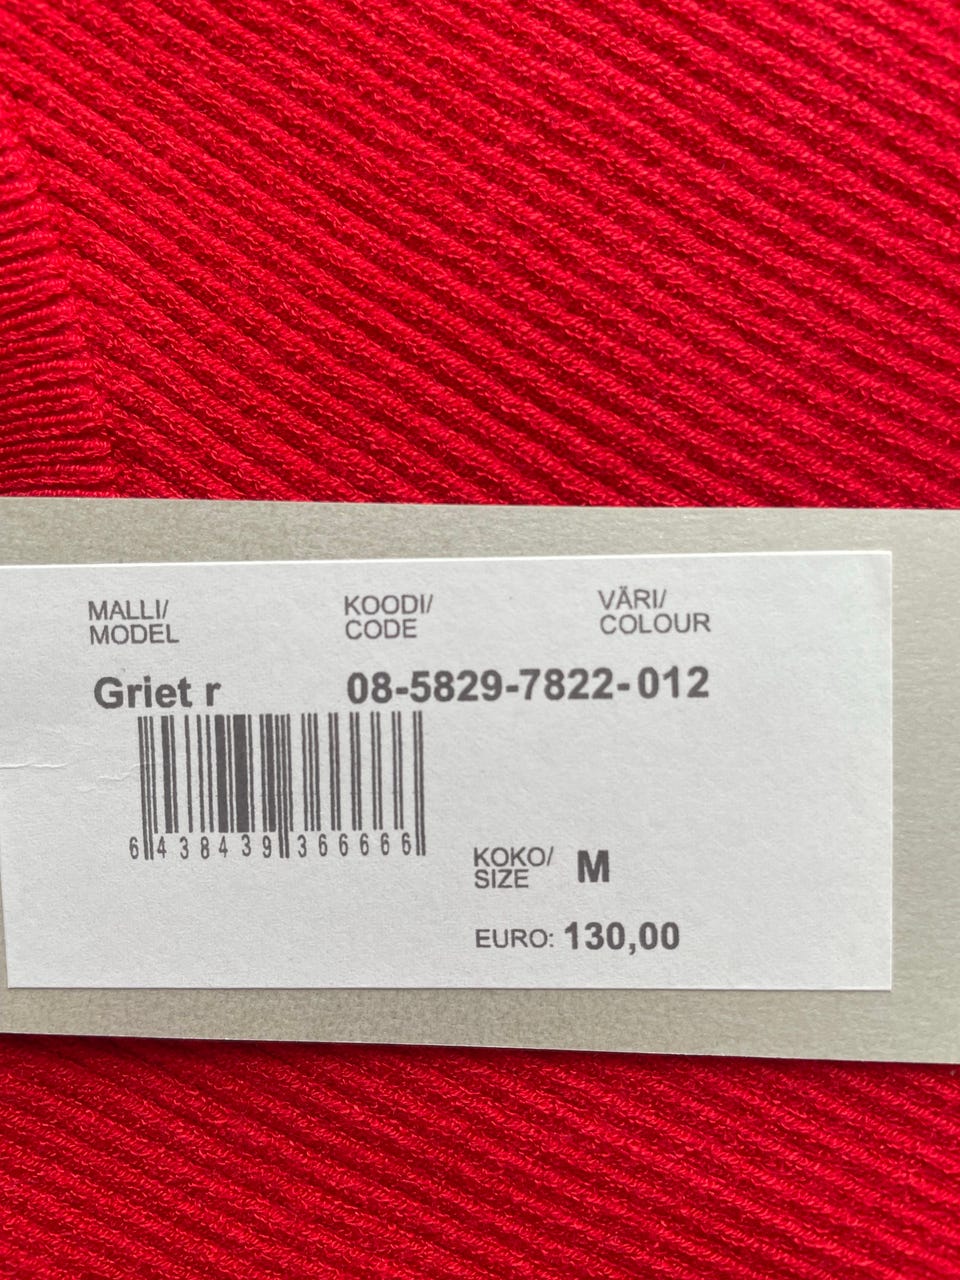 MALLI/ KOODI/ VÄRI/
MODEL CODE COLOUR
Griet r 08-5829-7822-012
6 438439 366666
KOKO/
SIZE M
EURO: 130,00